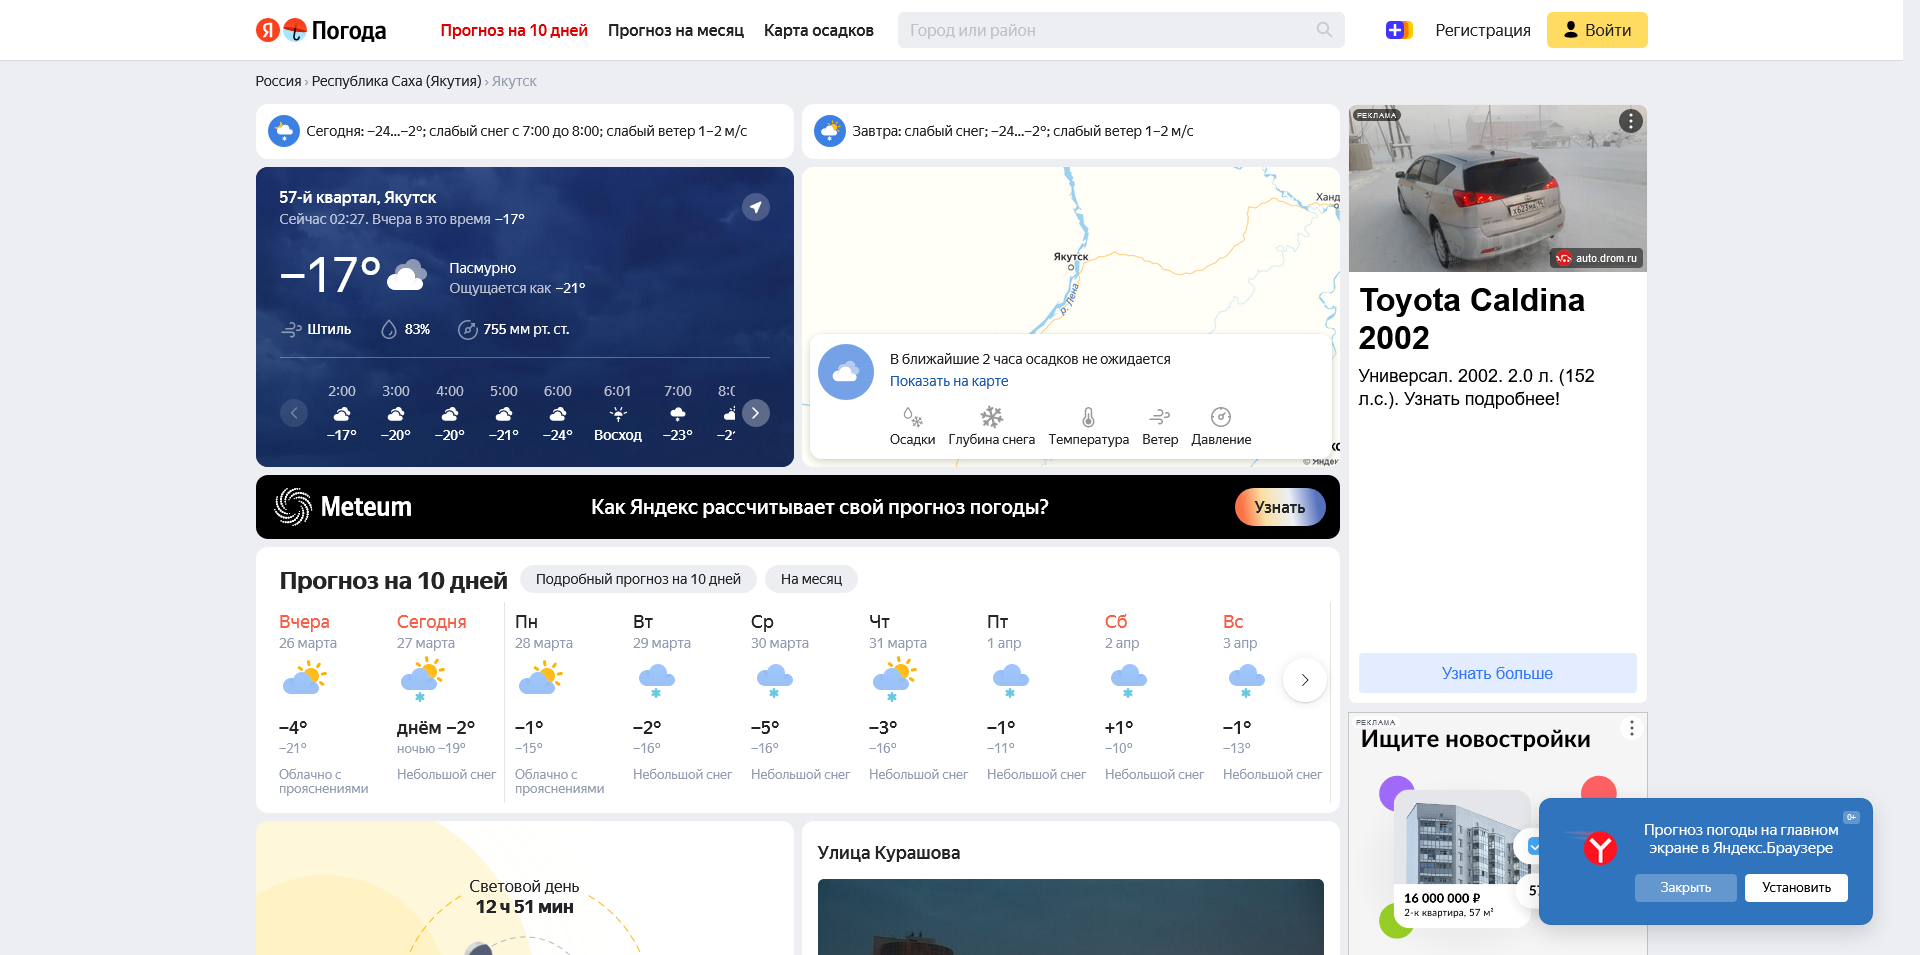 Я Погода
Прогноз на 10 дней
Прогноз на месяц
Карта осадков
Город или район
Регистрация
Войти
Россия › Республика Саха (Якутия) › Якутск
Сегодня: −24...−2°; слабый снег с 7:00 до 8:00; слабый ветер 1−2 м/с
Завтра: слабый снег; −24...−2°; слабый ветер 1−2 м/с
57-й квартал, Якутск
Сейчас 02:27. Вчера в это время −17°
−17°
Пасмурно
Ощущается как −21°
Штиль
83%
755 мм рт. ст.
2:00 3:00 4:00 5:00 6:00 6:01 7:00
−17° −20° −20° −21° −24° Восход −23°
Ханд
Якутск
р. Лена
В ближайшие 2 часа осадков не ожидается
Показать на карте
Осадки Глубина снега Температура Ветер Давление
© Яндек
РЕКЛАМА
auto.drom.ru
Toyota Caldina
2002
Универсал. 2002. 2.0 л. (152
л.с.). Узнать подробнее!
Узнать больше
Meteum
Как Яндекс рассчитывает свой прогноз погоды?
Узнать
Прогноз на 10 дней
Подробный прогноз на 10 дней
На месяц
Вчера Сегодня Пн Вт Ср Чт Пт Сб Вс
26 марта 27 марта 28 марта 29 марта 30 марта 31 марта 1 апр 2 апр 3 апр
−4° днём −2° −1° −2° −5° −3° −1° +1° −1°
−21° ночью −19° −15° −16° −16° −16° −11° −10° −13°
Облачно с Небольшой снег Облачно с Небольшой снег Небольшой снег Небольшой снег Небольшой снег Небольшой снег Небольшой снег
прояснениями прояснениями
Световой день
12 ч 51 мин
Улица Курашова
РЕКЛАМА
Ищите новостройки
16 000 000 ₽
2-к квартира, 57 м²
57
0+
Прогноз погоды на главном
экране в Яндекс.Браузере
Закрыть
Установить